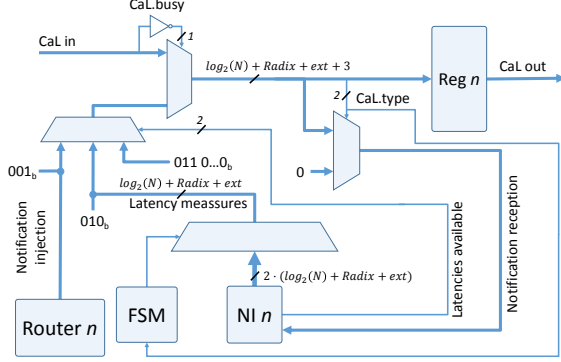 CaL.busy
CaL in
1
log₂(N) + Radix + ext + 3
CaL out
Reg n
2
CaL.type
2
011 0...0b
001b
0
log₂(N) + Radix + ext
Latency meassures
010b
Notification injection
Latencies available
Notification reception
2 · (log₂(N) + Radix + ext)
Router n
FSM
NI n